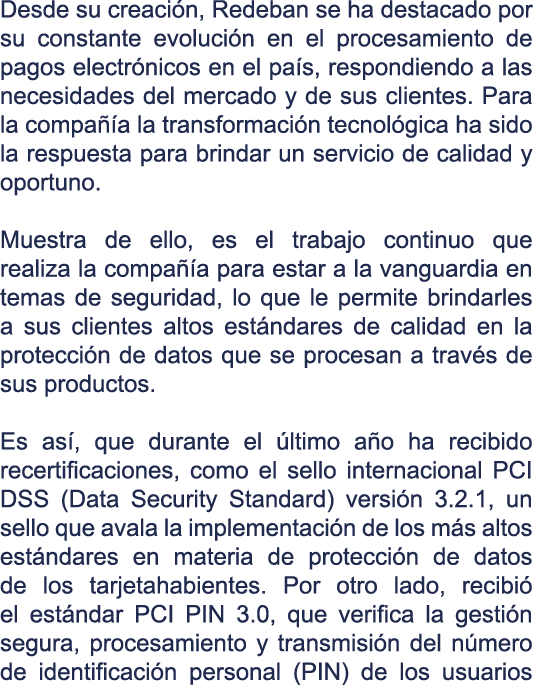 Desde su creación, Redeban se ha destacado por
su constante evolución en el procesamiento de
pagos electrónicos en el país, respondiendo a las
necesidades del mercado y de sus clientes. Para
la compañía la transformación tecnológica ha sido
la respuesta para brindar un servicio de calidad y
oportuno.
Muestra de ello, es el trabajo continuo que
realiza la compañía para estar a la vanguardia en
temas de seguridad, lo que le permite brindarles
a sus clientes altos estándares de calidad en la
protección de datos que se procesan a través de
sus productos.
Es así, que durante el último año ha recibido
recertificaciones, como el sello internacional PCI
DSS (Data Security Standard) versión 3.2.1, un
sello que avala la implementación de los más altos
estándares en materia de protección de datos
de los tarjetahabientes. Por otro lado, recibió
el estándar PCI PIN 3.0, que verifica la gestión
segura, procesamiento y transmisión del número
de identificación personal (PIN) de los usuarios